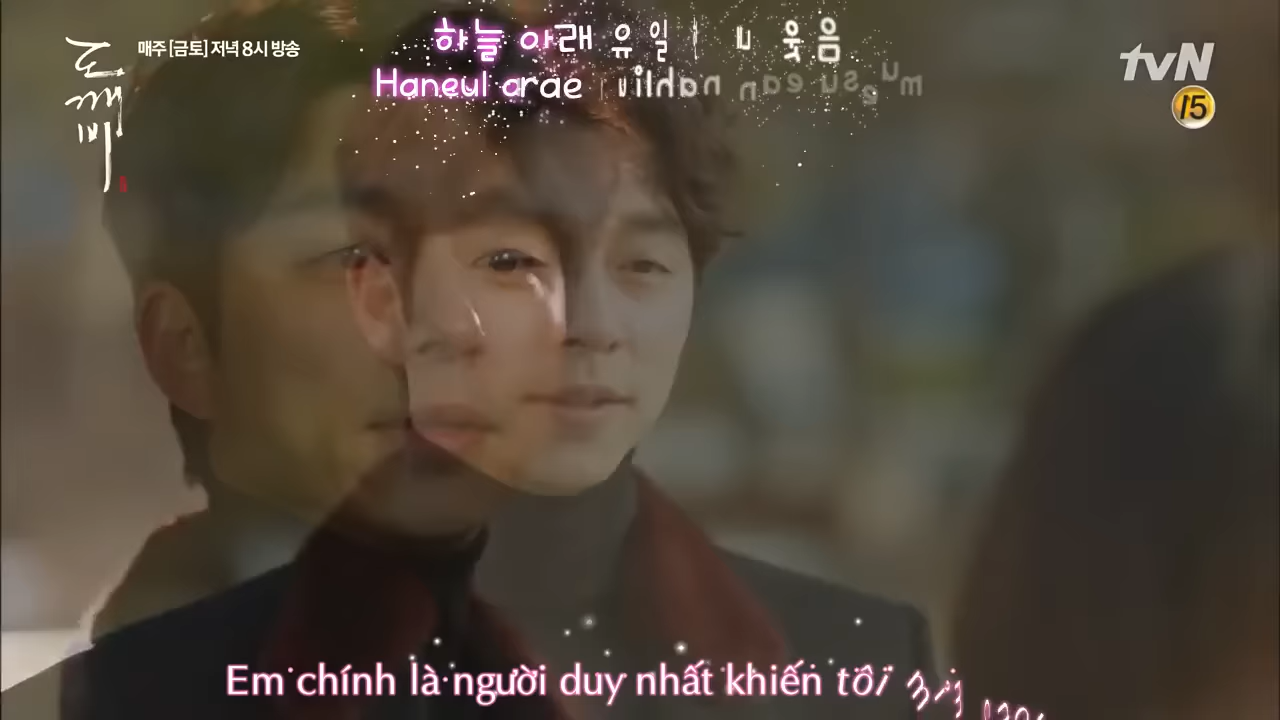 도깨비
매주 [금토] 저녁 8시 방송
tvN
15
하늘 아래 유일
Haneul arae
Em chính là người duy nhất khiến tôi